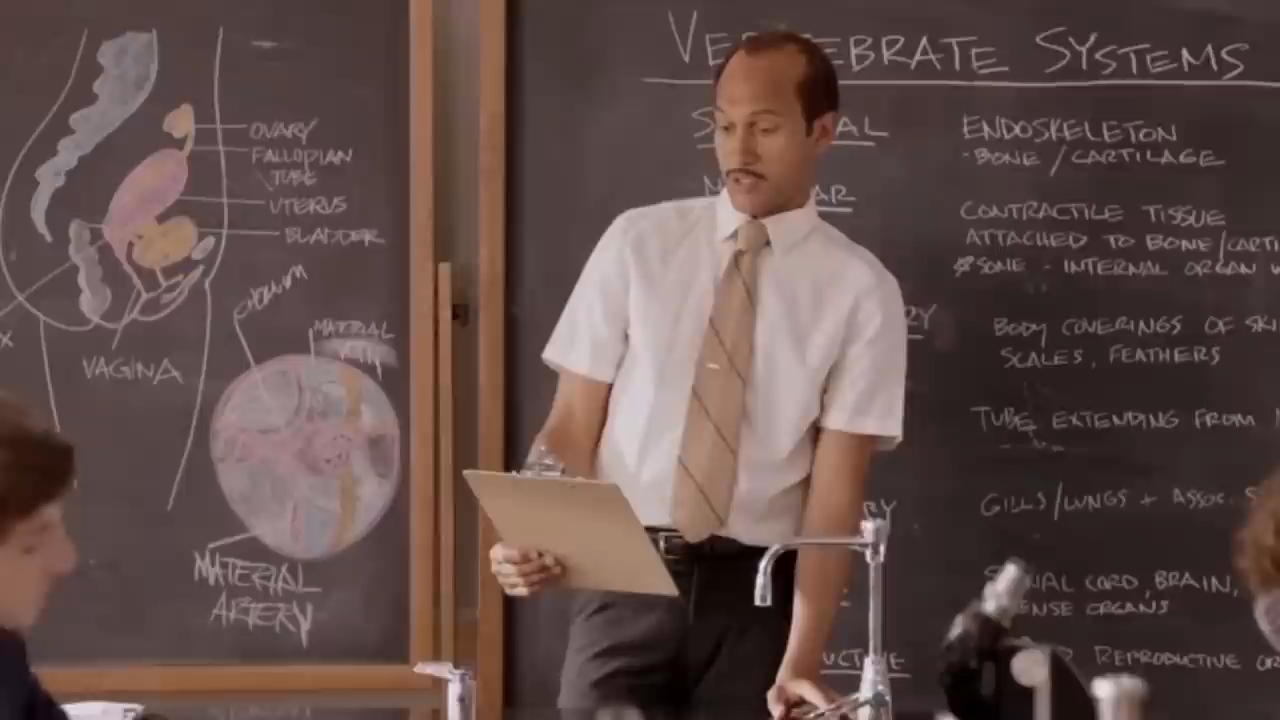 OVARY
FALLOPIAN
TUBE
UTERUS
BLADDER
VAGINA
MATERIAL
MATERIAL
ARTERY
VERTEBRATE SYSTEMS
ENDOSKELETON
- BONE / CARTILAGE
CONTRACTILE TISSUE
ATTACHED TO BONE/CARTI
SOME - INTERNAL ORGAN
BODY COVERINGS OF SKI
SCALES, FEATHERS
TUBE EXTENDING FROM
GILLS/LUNGS + ASSOC. S
CORD, BRAIN,
ORGANS
REPRODUCTIVE OR